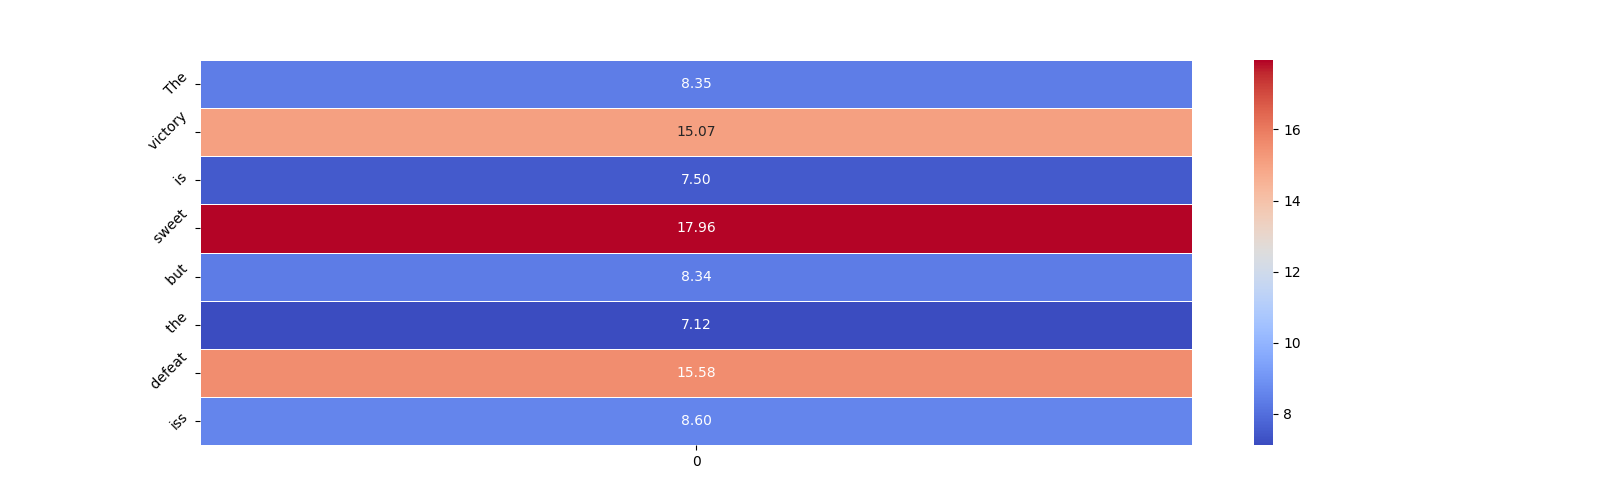 The 8.35
victory 15.07 16
is 7.50
sweet 17.96 14
but 8.34 12
the 7.12 10
defeat 15.58
iss 8.60 8
0